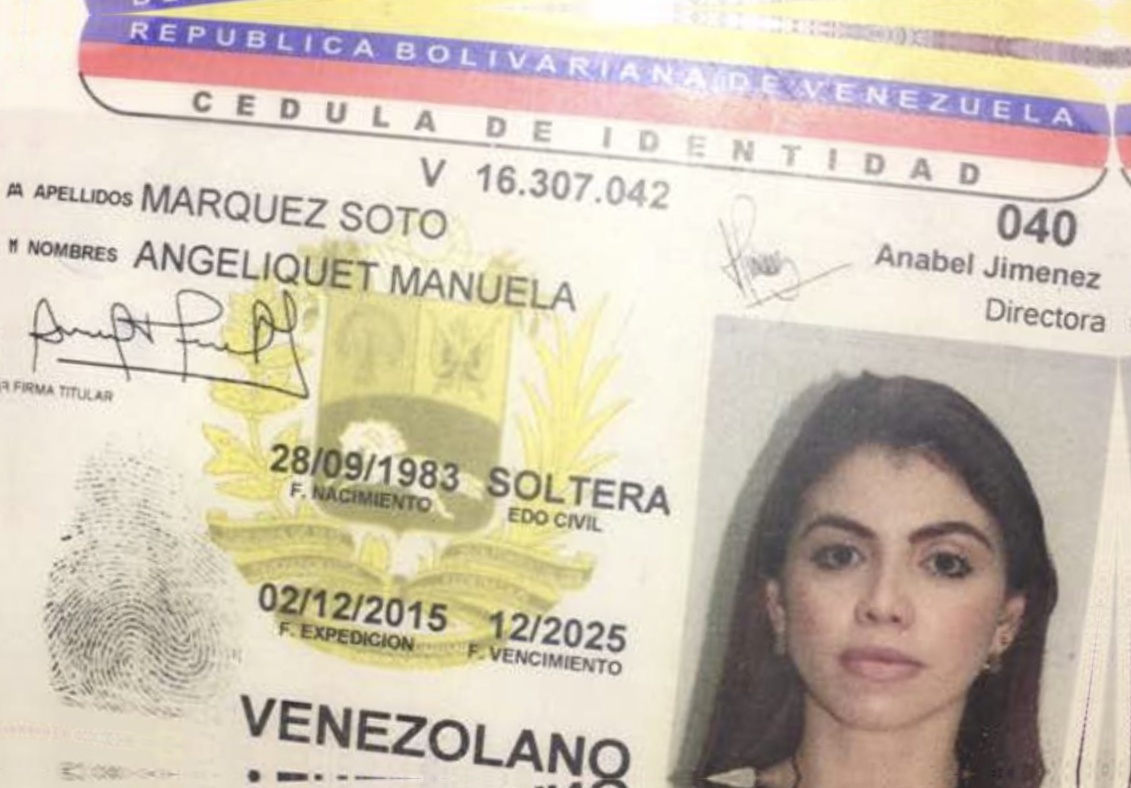 REPUBLICA BOLIVARIANA DE VENEZUELA
CEDULA DE IDENTIDAD
V 16.307.042
APELLIDOS MARQUEZ SOTO
040
NOMBRES ANGELIQUET MANUELA
Anabel Jimenez
Directora
FIRMA TITULAR
28/09/1983 SOLTERA
F. NACIMIENTO EDO CIVIL
02/12/2015 12/2025
F. EXPEDICION F. VENCIMIENTO
VENEZOLANO